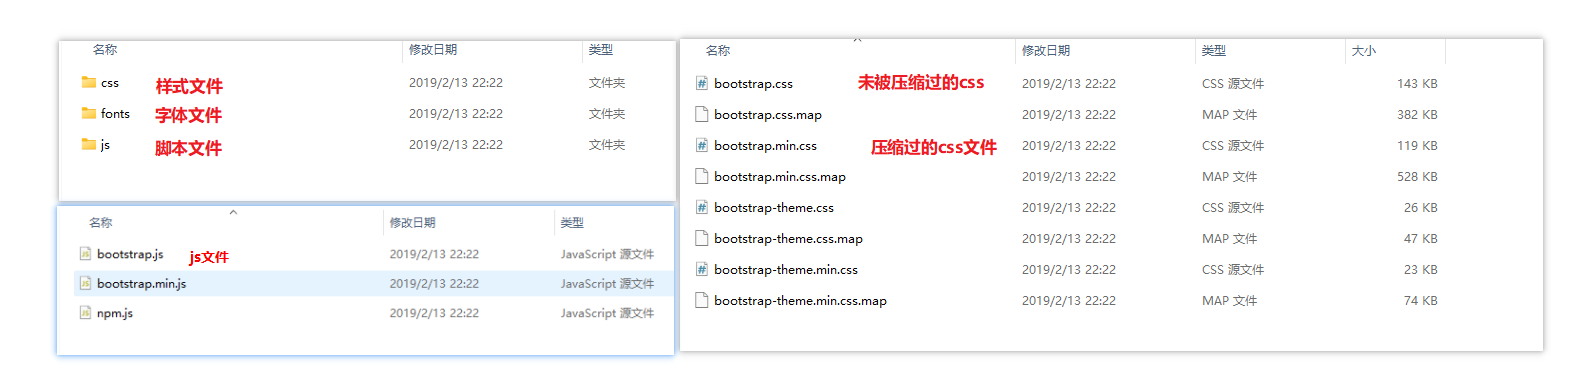 名称 修改日期 类型
css 样式文件 2019/2/13 22:22 文件夹
fonts 字体文件 2019/2/13 22:22 文件夹
js 脚本文件 2019/2/13 22:22 文件夹
名称 修改日期 类型
bootstrap.js js文件 2019/2/13 22:22 JavaScript 源文件
bootstrap.min.js 2019/2/13 22:22 JavaScript 源文件
npm.js 2019/2/13 22:22 JavaScript 源文件
名称 修改日期 类型 大小
bootstrap.css 未被压缩过的css 2019/2/13 22:22 CSS 源文件 143 KB
bootstrap.css.map 2019/2/13 22:22 MAP 文件 382 KB
bootstrap.min.css 压缩过的css文件 2019/2/13 22:22 CSS 源文件 119 KB
bootstrap.min.css.map 2019/2/13 22:22 MAP 文件 528 KB
bootstrap-theme.css 2019/2/13 22:22 CSS 源文件 26 KB
bootstrap-theme.css.map 2019/2/13 22:22 MAP 文件 47 KB
bootstrap-theme.min.css 2019/2/13 22:22 CSS 源文件 23 KB
bootstrap-theme.min.css.map 2019/2/13 22:22 MAP 文件 74 KB